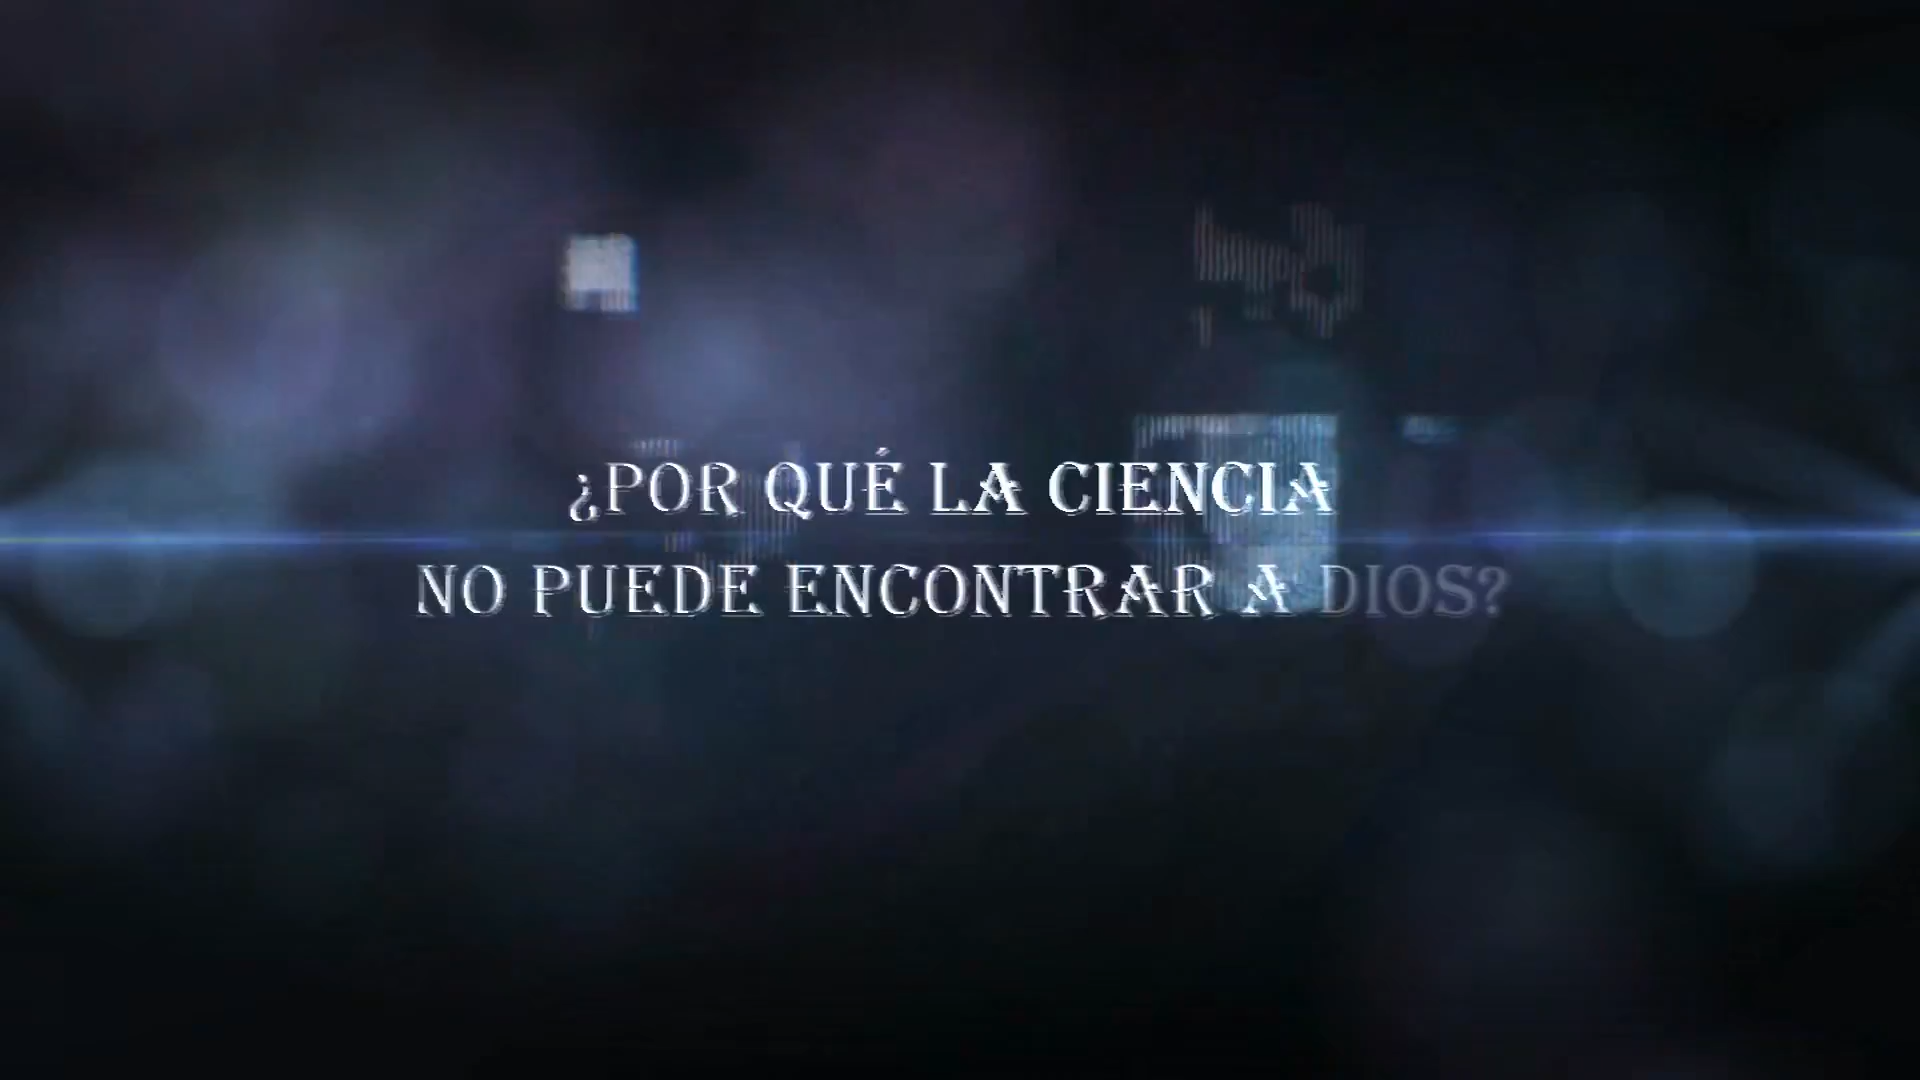 ¿POR QUÉ LA CIENCIA
NO PUEDE ENCONTRAR A DIOS?